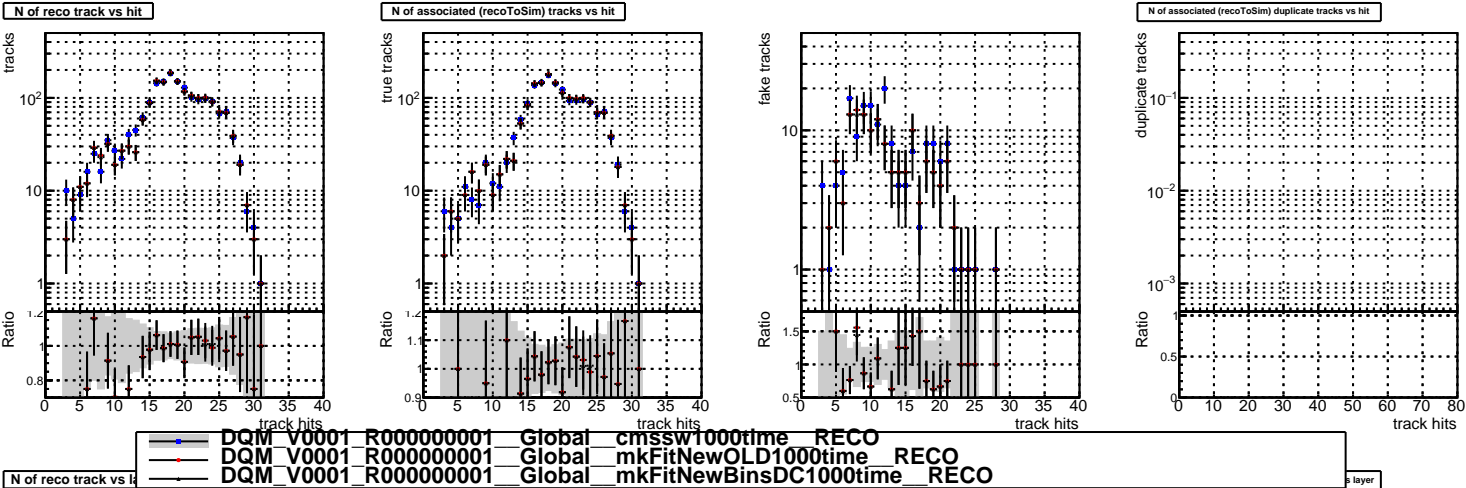 N of reco track vs hit
N of associated (recoToSim) tracks vs hit
N of associated (recoToSim) duplicate tracks vs hit
tracks
10²
10
1
true tracks
10²
10
1
fake tracks
10
1
duplicate tracks
10⁻¹
10⁻²
10⁻³
Ratio
1.2
1
0.8
0 5 10 15 20 25 30 35 40
track hits
Ratio
1.2
1.1
1
0.9
0 5 10 15 20 25 30 35 40
track hits
Ratio
1.5
1
0.5
0 5 10 15 20 25 30 35 40
track hits
Ratio
1
0.5
0
0 10 20 30 40 50 60 70 80
track hits
DQM_V0001_R000000001__Global__cmssw1000time__RECO
DQM_V0001_R000000001__Global__mkFitNewOLD1000time__RECO
DQM_V0001_R000000001__Global__mkFitNewBinsDC1000time__RECO
N of reco track vs la
s layer